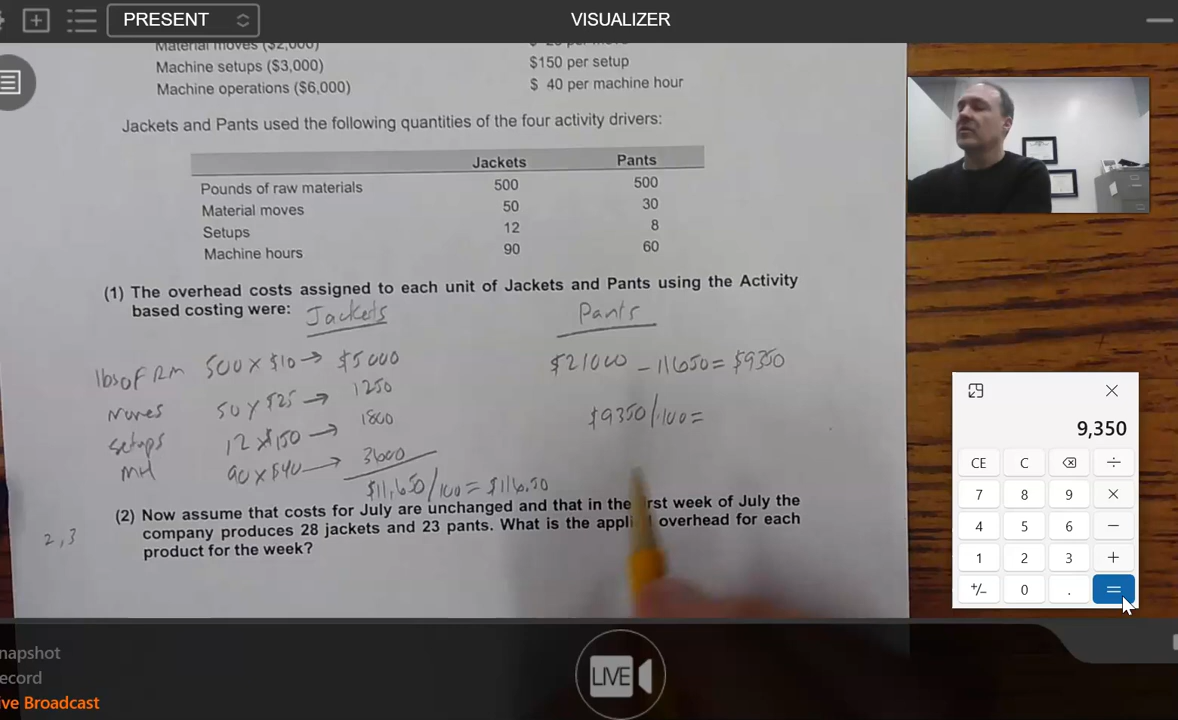 PRESENT
VISUALIZER
Material moves ($2,000)
Machine setups ($3,000) $150 per setup
Machine operations ($6,000) $ 40 per machine hour
Jackets and Pants used the following quantities of the four activity drivers:
Jackets Pants
Pounds of raw materials 500 500
Material moves 50 30
Setups 12 8
Machine hours 90 60
(1) The overhead costs assigned to each unit of Jackets and Pants using the Activity
based costing were: Jackets Pants
lbs of RM 500 x $10 → $5000 $21000 - 11650 = $9350
moves 50 x $25 → 1250
setups 12 x $150 → 1800 $9350/100 =
MH 90 x $40 → 3600
$11,650/100 = $116.50
(2) Now assume that costs for July are unchanged and that in the first week of July the
2,3 company produces 28 jackets and 23 pants. What is the appli overhead for each
product for the week?
9,350
CE C ⌫ ÷
7 8 9 ×
4 5 6 −
1 2 3 +
+/− 0 . =
LIVE
napshot
ecord
ive Broadcast